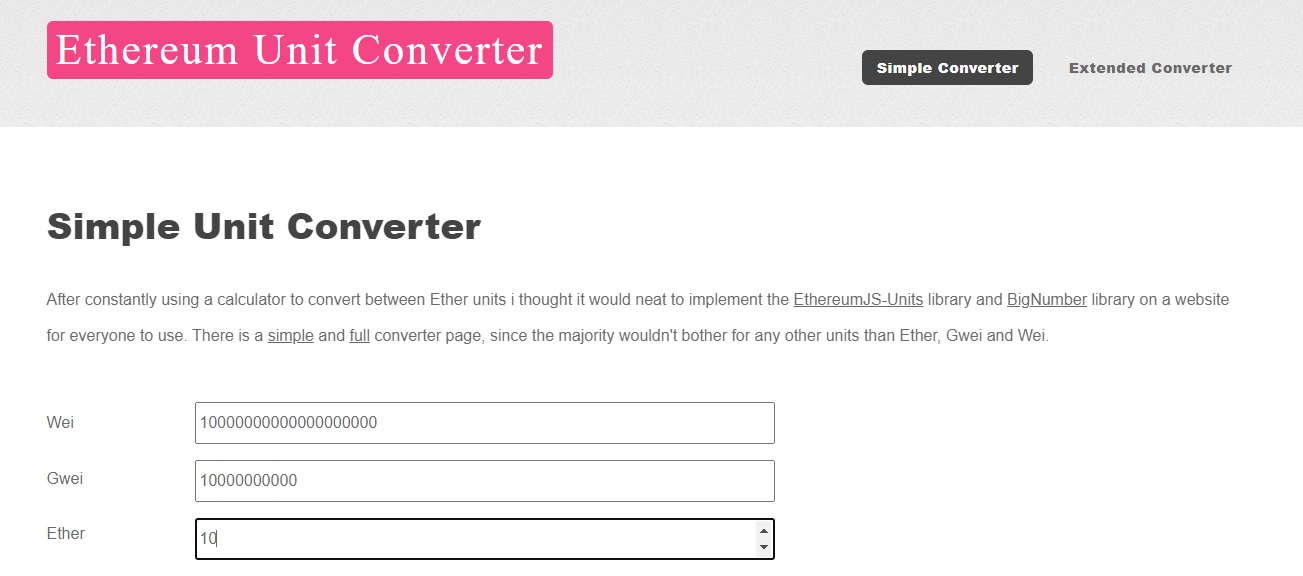 Ethereum Unit Converter
Simple Converter
Extended Converter
Simple Unit Converter
After constantly using a calculator to convert between Ether units i thought it would neat to implement the EthereumJS-Units library and BigNumber library on a website
for everyone to use. There is a simple and full converter page, since the majority wouldn't bother for any other units than Ether, Gwei and Wei.
Wei
10000000000000000000
Gwei
10000000000
Ether
10